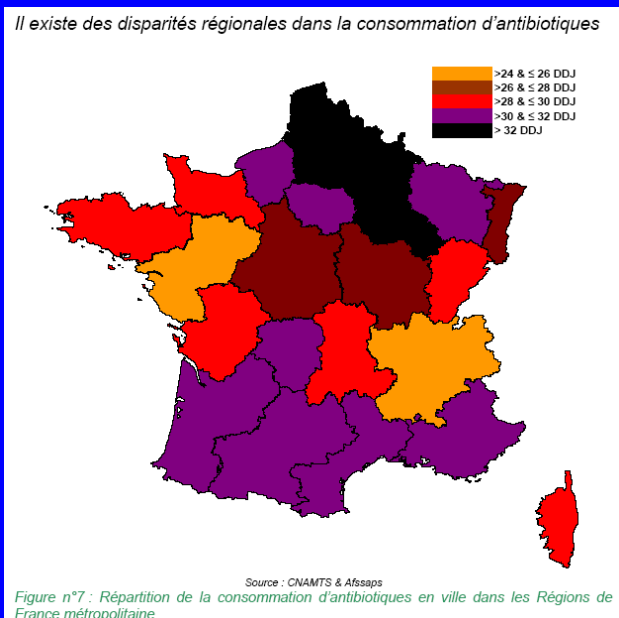 Il existe des disparités régionales dans la consommation d'antibiotiques
>24 & ≤ 26 DDJ
>26 & ≤ 28 DDJ
>28 & ≤ 30 DDJ
>30 & ≤ 32 DDJ
> 32 DDJ
Source : CNAMTS & Afssaps
Figure n°7 : Répartition de la consommation d'antibiotiques en ville dans les Régions de
France métropolitaine